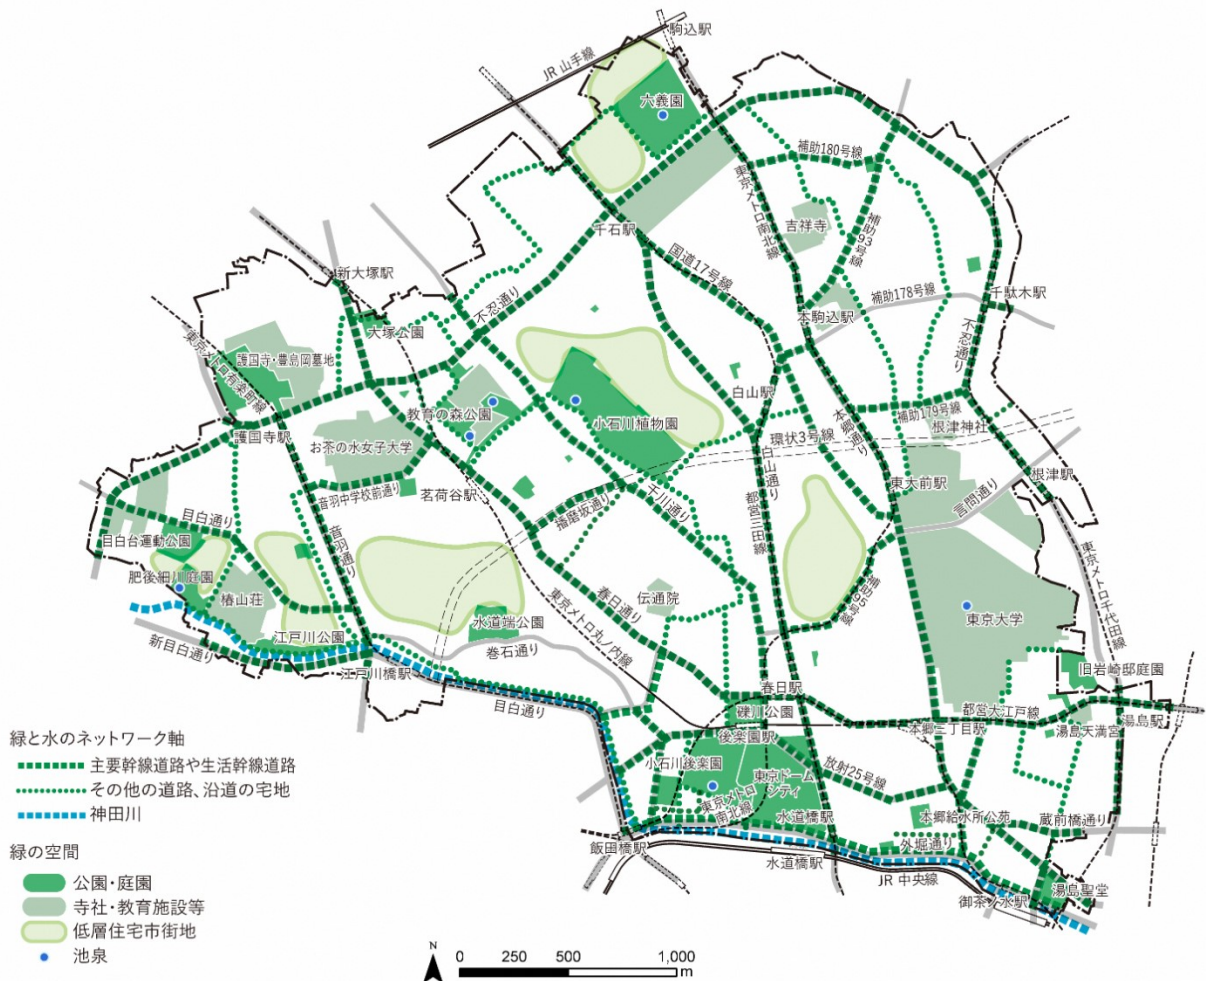 駒込駅
JR 山手線
六義園
補助180号線
東京メトロ南北線
吉祥寺
補助93号線
千石駅
国道17号線
新大塚駅
不忍通り
補助178号線
千駄木駅
本駒込駅
大塚公園
不忍通り
護国寺・豊島岡墓地
東京メトロ有楽町線
白山駅
教育の森公園
小石川植物園
本郷通り
補助179号線
根津神社
護国寺駅
お茶の水女子大学
環状3号線
白山通り
根津駅
東大前駅
音羽中学校前通り
茗荷谷駅
千川通り
言問通り
播磨坂通り
都営三田線
目白通り
音羽通り
目白台運動公園
東京メトロ千代田線
肥後細川庭園
椿山荘
春日通り
伝通院
補助95号線
東京大学
東京メトロ丸ノ内線
水道端公園
江戸川公園
新目白通り
巻石通り
旧岩崎邸庭園
江戸川橋駅
春日駅
目白通り
礫川公園
都営大江戸線
湯島駅
本郷三丁目駅
湯島天満宮
後楽園駅
小石川後楽園
東京ドーム
シティ
放射25号線
東京メトロ
南北線
水道橋駅
本郷給水所公苑
蔵前橋通り
飯田橋駅
外堀通り
水道橋駅
JR 中央線
湯島聖堂
御茶ノ水駅
緑と水のネットワーク軸
主要幹線道路や生活幹線道路
その他の道路、沿道の宅地
神田川
緑の空間
公園・庭園
寺社・教育施設等
低層住宅市街地
池泉
N
0 250 500 1,000
m